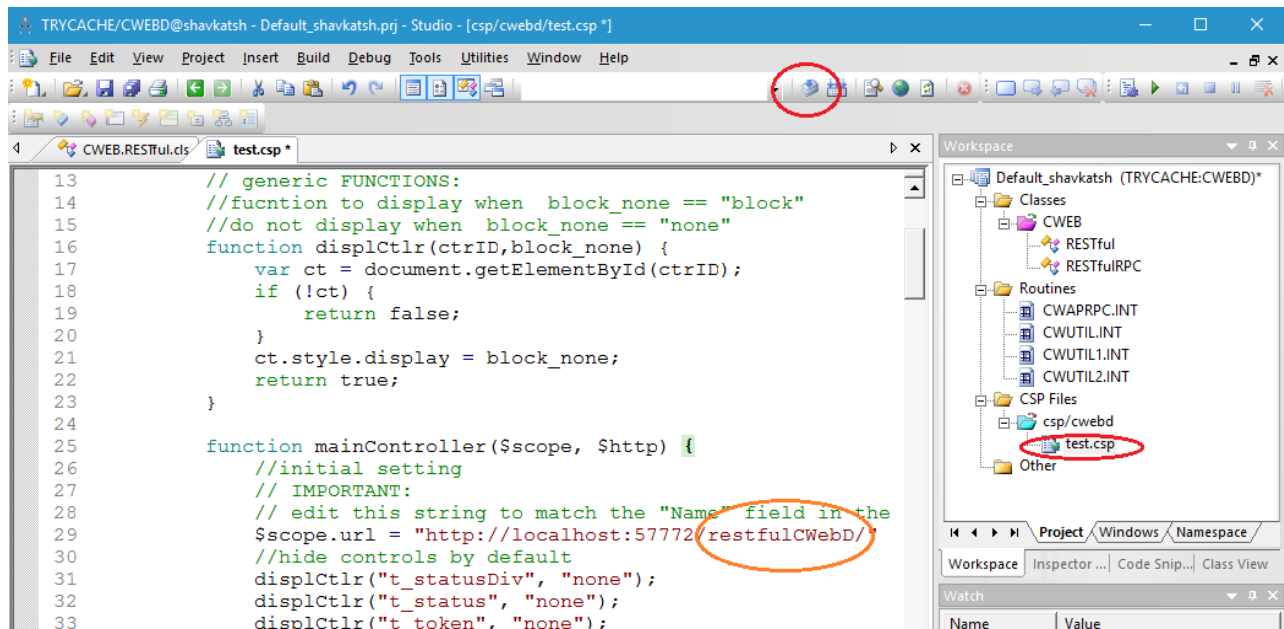 TRYCACHE/CWEBD@shavkatsh - Default_shavkatsh.prj - Studio - [csp/cwebd/test.csp *]
File Edit View Project Insert Build Debug Tools Utilities Window Help
CWEB.RESTful.cls test.csp *
13 // generic FUNCTIONS:
14 //fucntion to display when block_none == "block"
15 //do not display when block_none == "none"
16 function displCtlr(ctrID,block_none) {
17 var ct = document.getElementById(ctrID);
18 if (!ct) {
19 return false;
20 }
21 ct.style.display = block_none;
22 return true;
23 }
24
25 function mainController($scope, $http) {
26 //initial setting
27 // IMPORTANT:
28 // edit this string to match the "Name" field in the
29 $scope.url = "http://localhost:57772/restfulCWebD/"
30 //hide controls by default
31 displCtlr("t_statusDiv", "none");
32 displCtlr("t_status", "none");
33 displCtlr("t_token", "none");
Workspace
Default_shavkatsh (TRYCACHE:CWEBD)*
Classes
CWEB
RESTful
RESTfulRPC
Routines
CWAPRPC.INT
CWUTIL.INT
CWUTIL1.INT
CWUTIL2.INT
CSP Files
csp/cwebd
test.csp
Other
Project Windows Namespace
Workspace Inspector ... Code Snip... Class View
Watch
Name Value